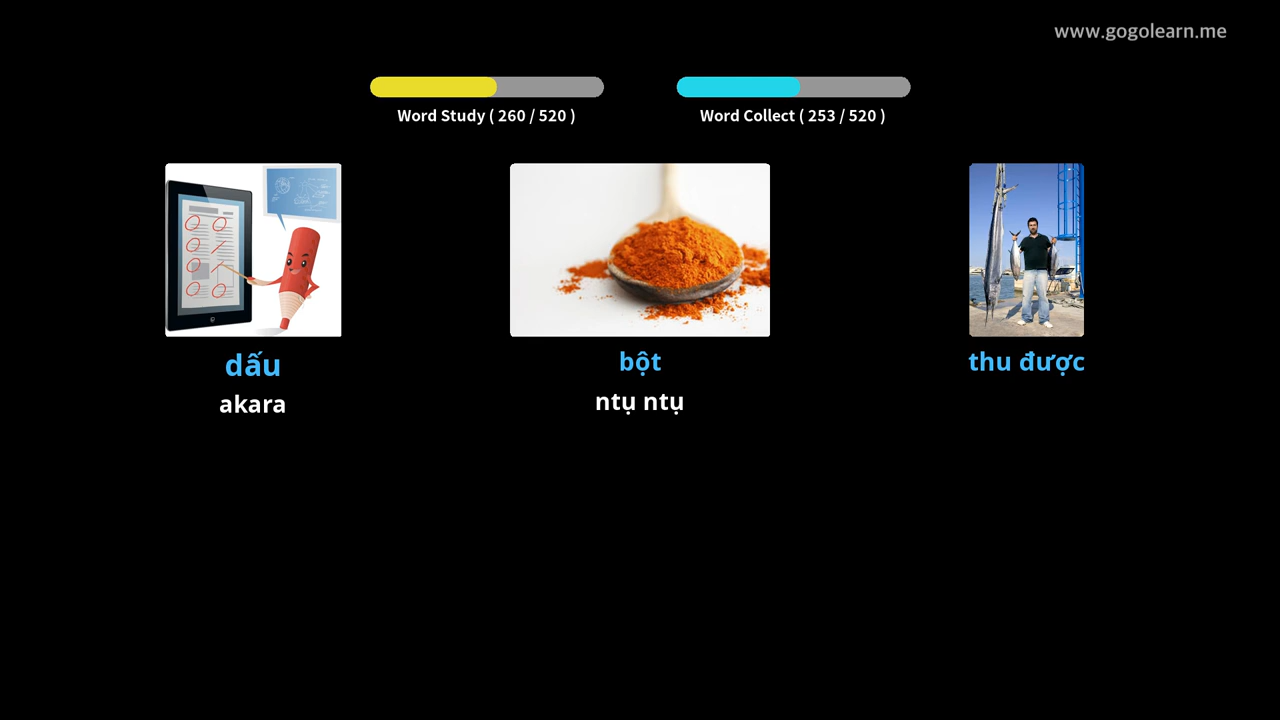 www.gogolearn.me
Word Study ( 260 / 520 )
Word Collect ( 253 / 520 )
dấu
akara
bột
ntụ ntụ
thu được